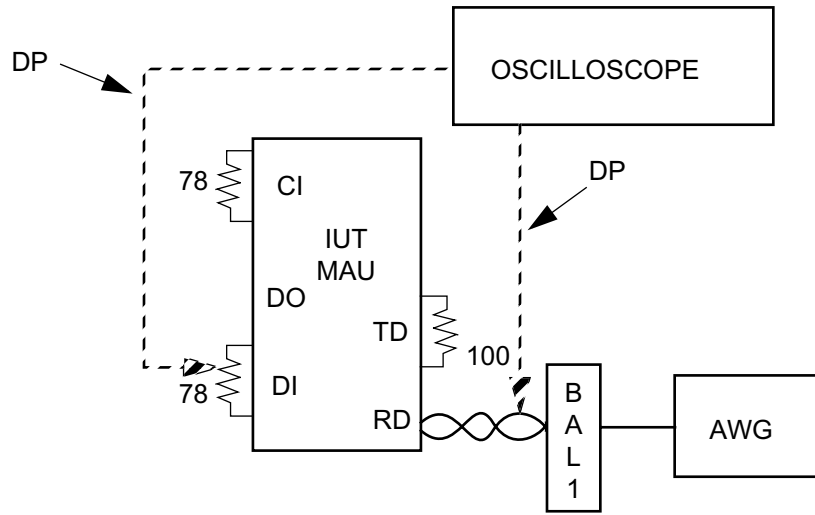 DP
OSCILLOSCOPE
DP
78
CI
IUT
MAU
DO
TD
100
78
DI
RD
B
A
L
1
AWG